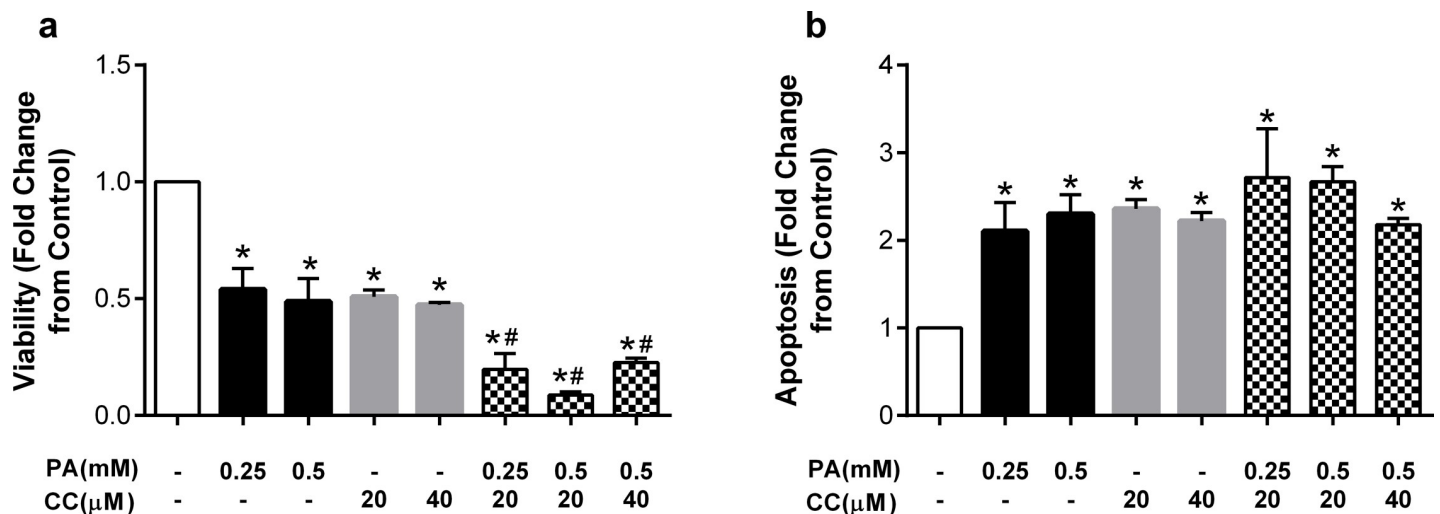 a
Viability (Fold Change
from Control)
1.5
1.0
0.5
0.0
*
*
*
*
*#
*#
*#
PA(mM) - 0.25 0.5 - - 0.25 0.5 0.5
CC(μM) - - - 20 40 20 20 40
b
Apoptosis (Fold Change
from Control)
4
3
2
1
0
*
*
*
*
*
*
*
PA(mM) - 0.25 0.5 - - 0.25 0.5 0.5
CC(μM) - - - 20 40 20 20 40